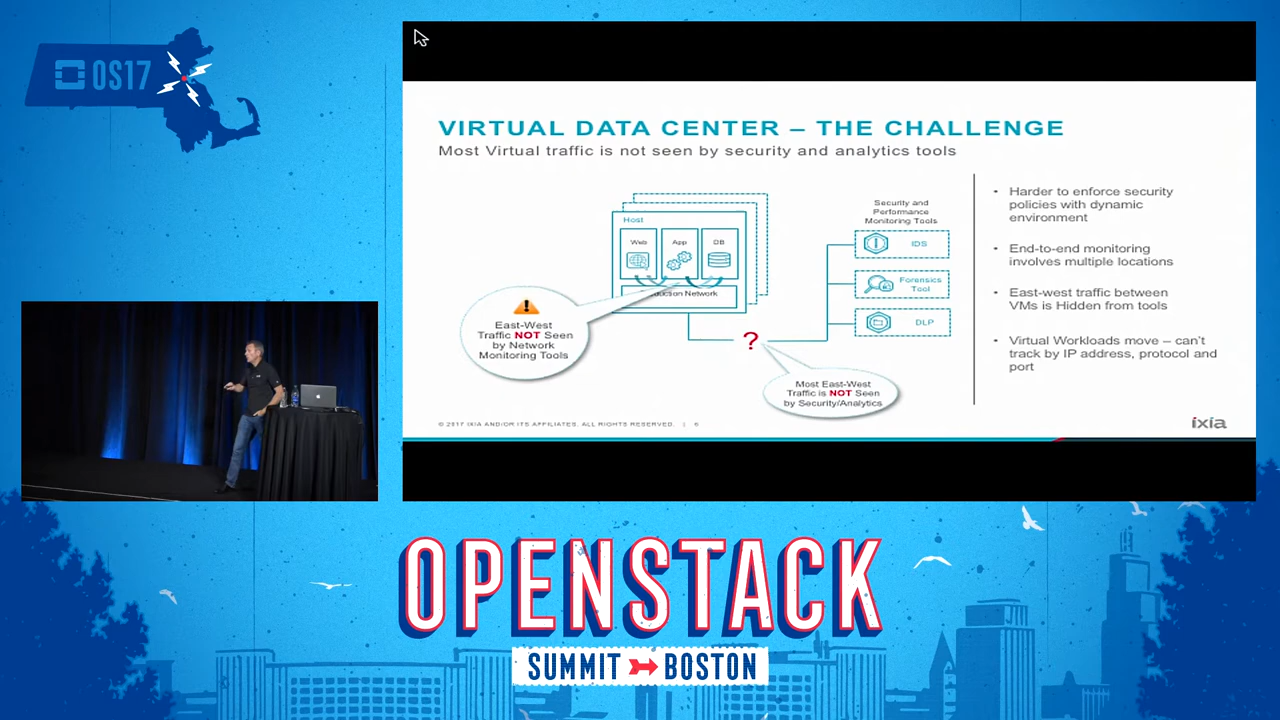 OS17
VIRTUAL DATA CENTER – THE CHALLENGE
Most Virtual traffic is not seen by security and analytics tools
Host
Web
App
DB
Network
East-West
Traffic NOT Seen
by Network
Monitoring Tools
?
Most East-West
Traffic is NOT Seen
by Security/Analytics
Security and
Performance
Monitoring Tools
IDS
Forensics
Tool
DLP
• Harder to enforce security
policies with dynamic
environment
• End-to-end monitoring
involves multiple locations
• East-west traffic between
VMs is Hidden from tools
• Virtual Workloads move – can't
track by IP address, protocol and
port
© 2017 IXIA AND/OR ITS AFFILIATES. ALL RIGHTS RESERVED. | 6
ixia
OPENSTACK
SUMMIT BOSTON